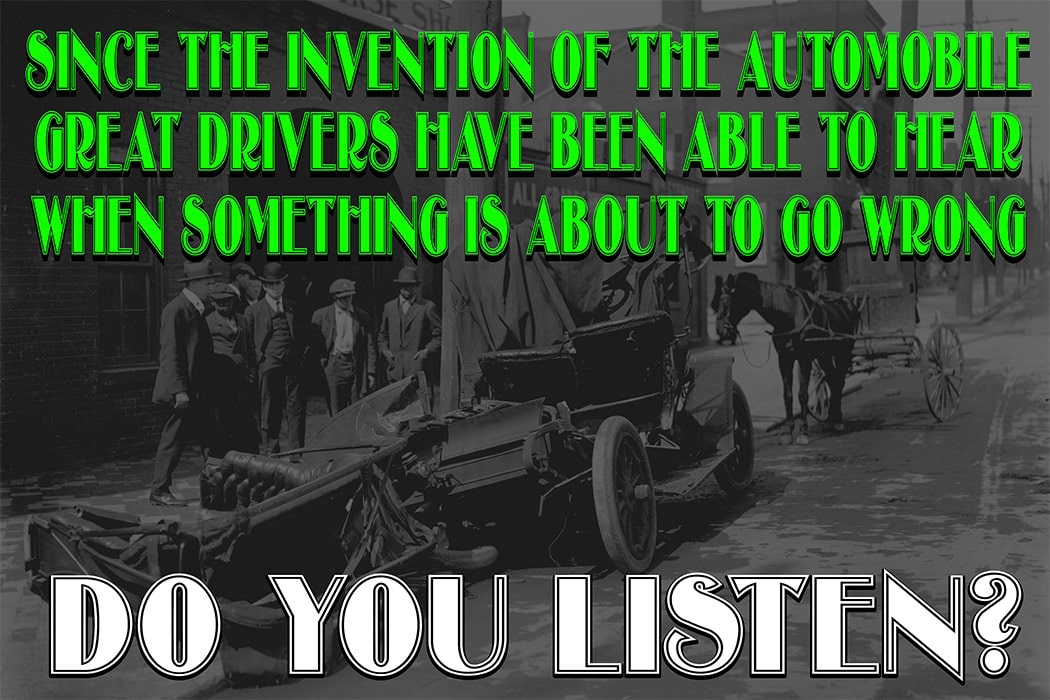 SINCE THE INVENTION OF THE AUTOMOBILE
GREAT DRIVERS HAVE BEEN ABLE TO HEAR
WHEN SOMETHING IS ABOUT TO GO WRONG
DO YOU LISTEN?